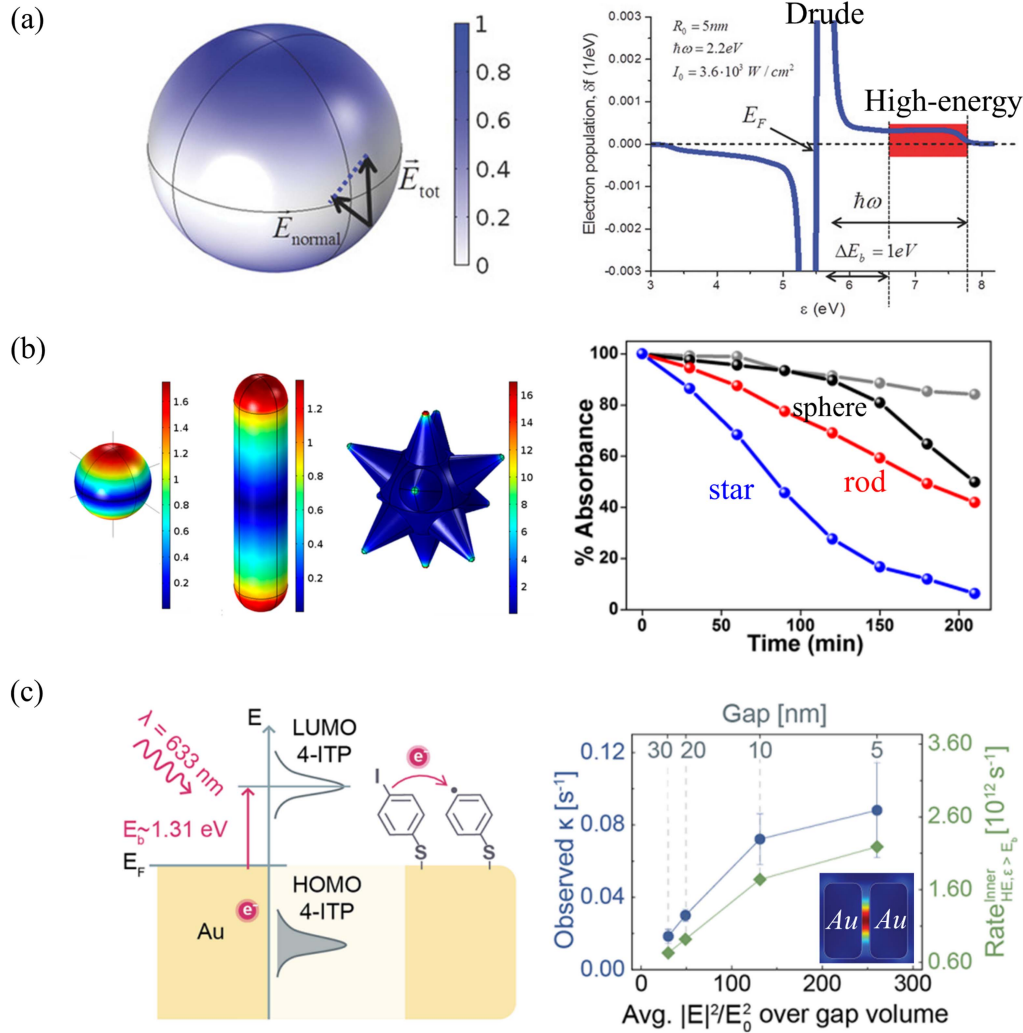 (a)
1
0.8
0.6
0.4
0.2
0
E⃗tot
E⃗normal
Electron population, δf (1/eV)
0.003
0.002
0.001
0.000
-0.001
-0.002
-0.003
R₀ = 5nm
ħω = 2.2eV
I₀ = 3.6·10³ W / cm²
Drude
High-energy
E_F
ħω
ΔE_b = 1eV
3 4 5 6 7 8
ε (eV)
(b)
1.6
1.4
1.2
1
0.8
0.6
0.4
0.2
1.2
1
0.8
0.6
0.4
0.2
16
14
12
10
8
6
4
2
% Absorbance
100
80
60
40
20
0
sphere
star
rod
0 50 100 150 200
Time (min)
(c)
λ = 633 nm
E
LUMO
4-ITP
e⁻
I
E_b~1.31 eV
E_F
S S
HOMO
4-ITP
e⁻
Au
Gap [nm]
30 20 10 5
Observed κ [s⁻¹]
0.12
0.08
0.04
0.00
3.60
2.60
1.60
0.60
Rate^Inner_HE, ε > E_b [10¹² s⁻¹]
Au Au
0 100 200 300
Avg. |E|²/E₀² over gap volume